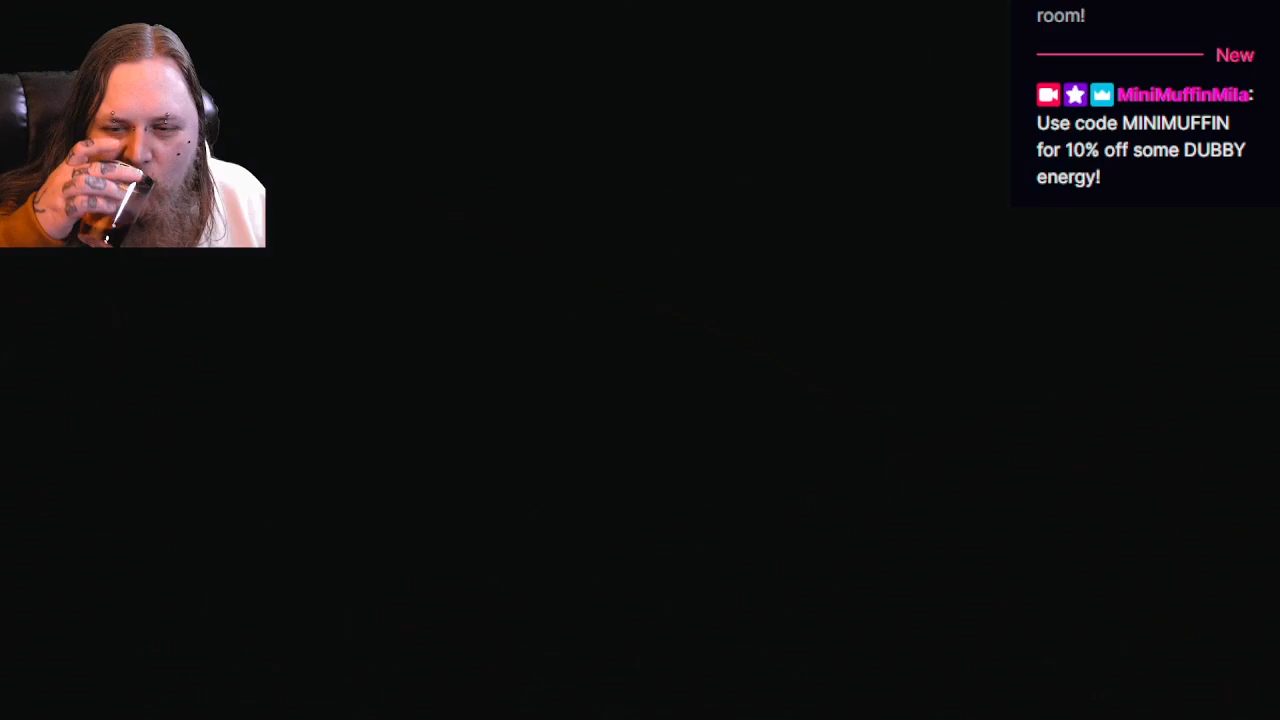 room!
New
MiniMuffinMila:
Use code MINIMUFFIN
for 10% off some DUBBY
energy!